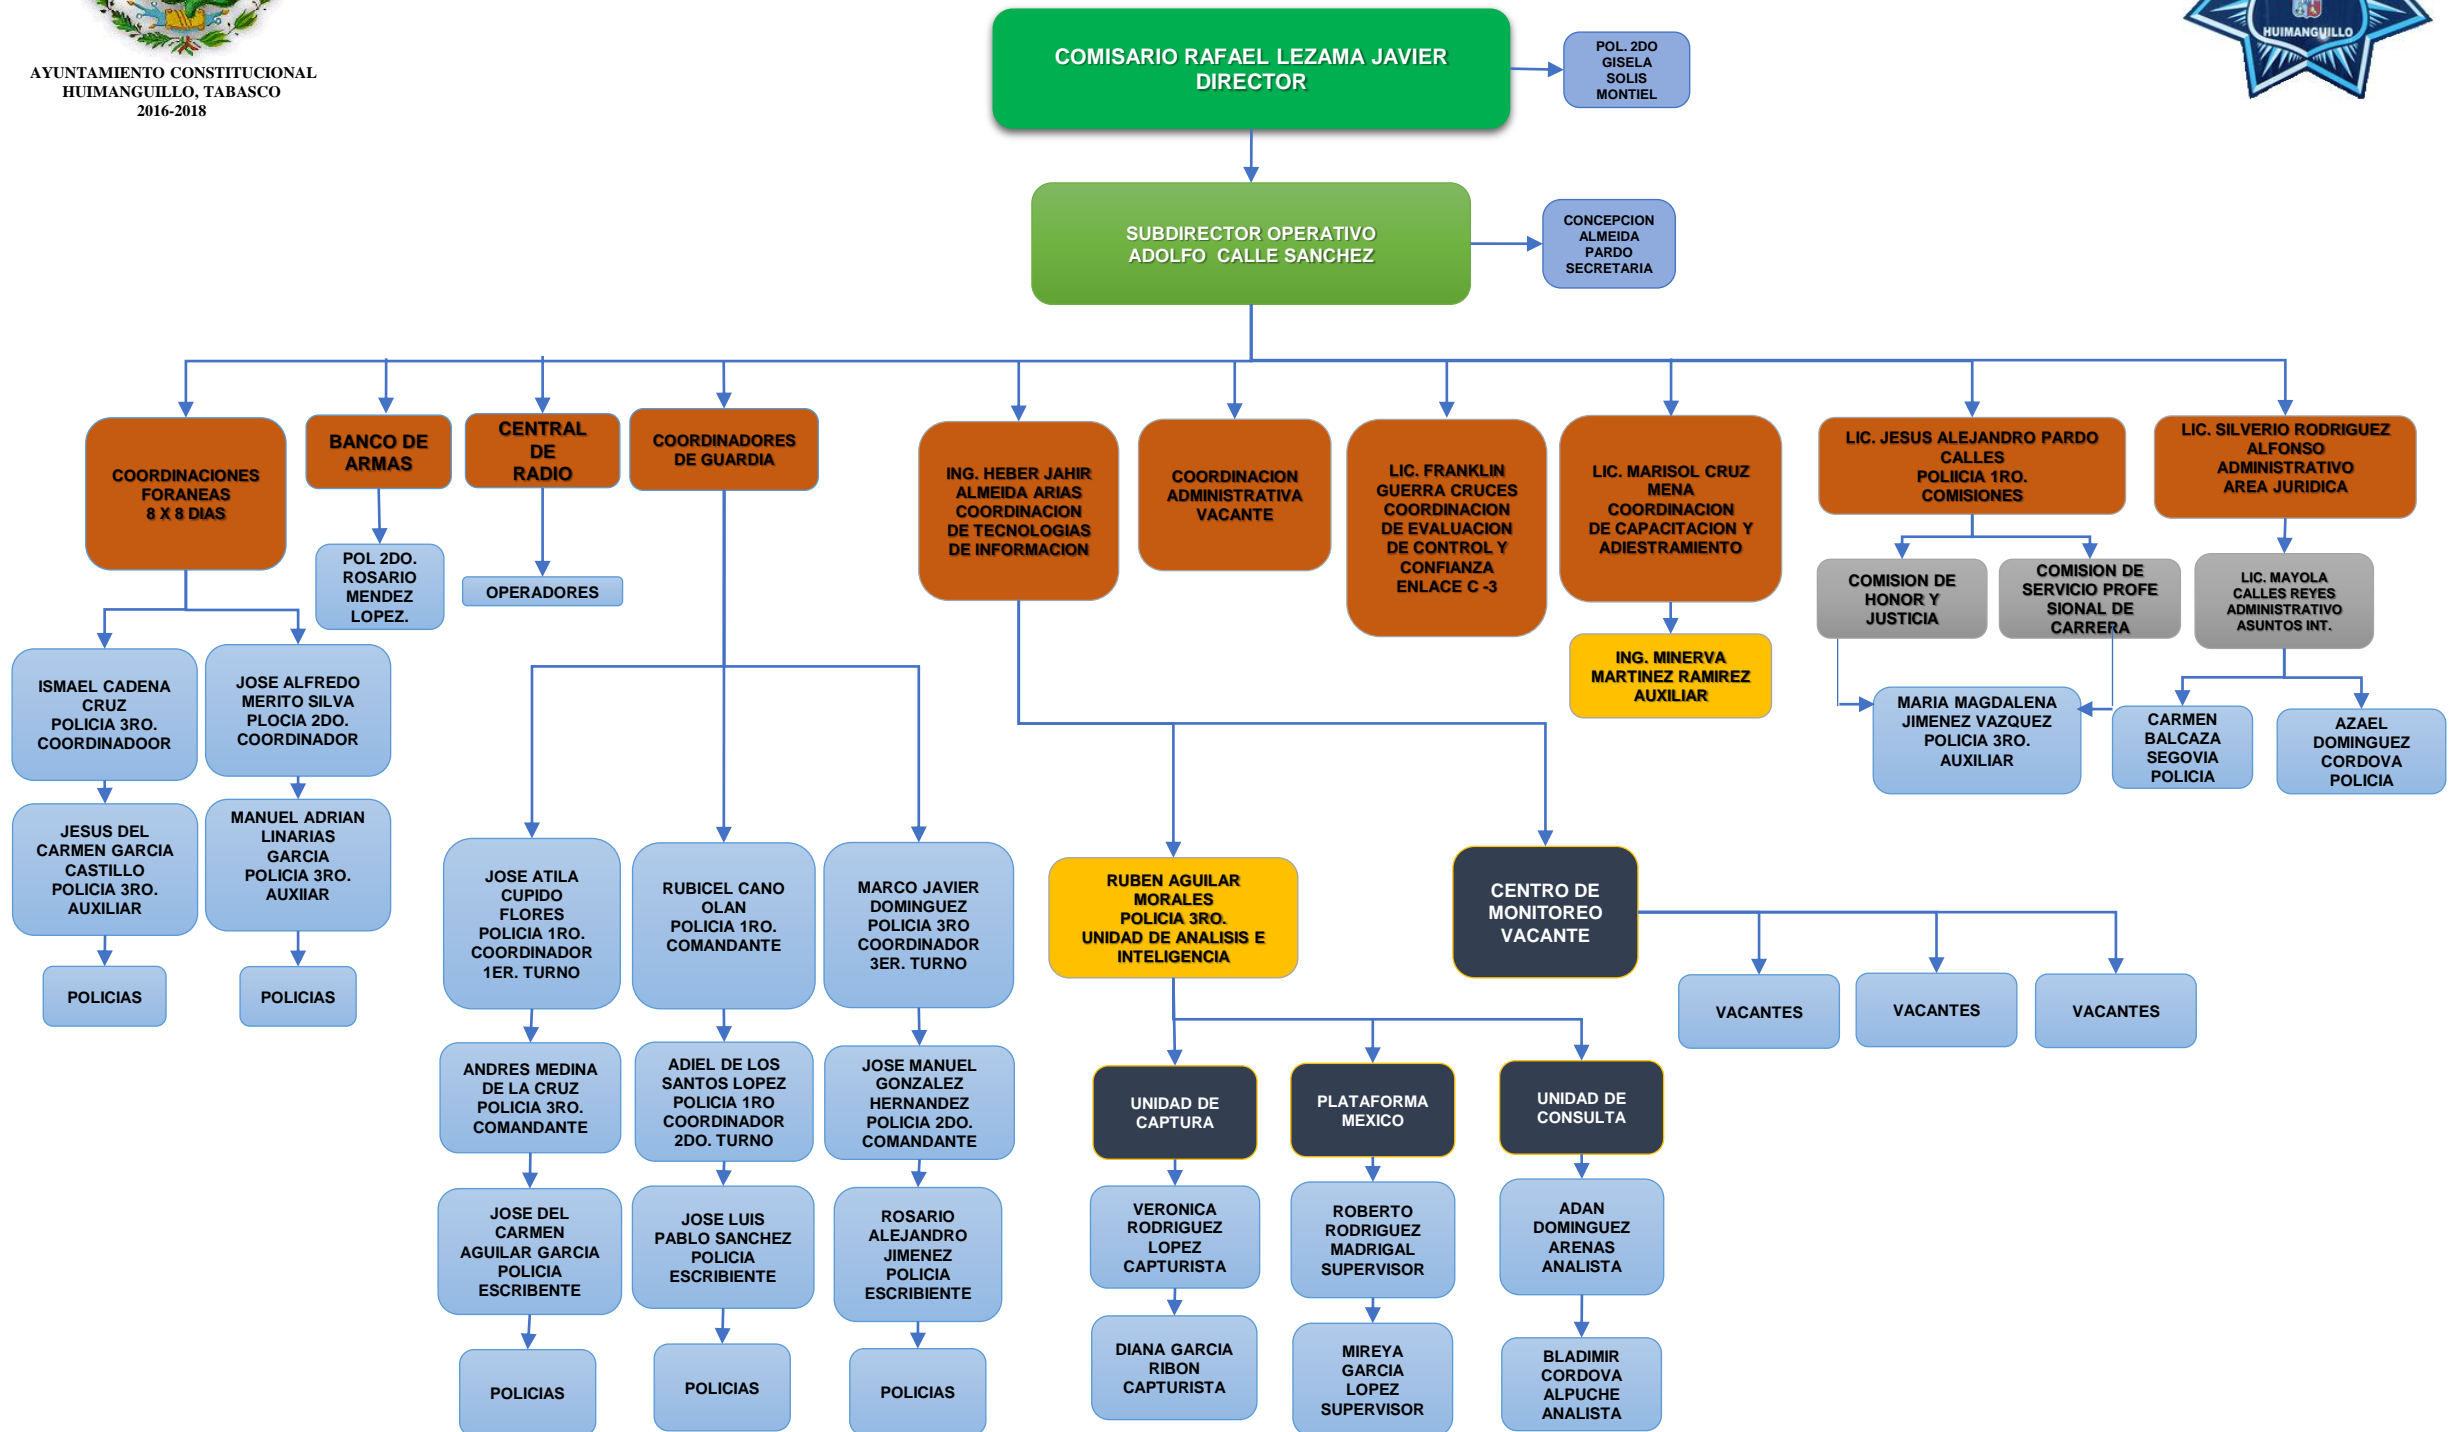 AYUNTAMIENTO CONSTITUCIONAL
HUIMANGUILLO, TABASCO
2016-2018
HUIMANGUILLO
COMISARIO RAFAEL LEZAMA JAVIER
DIRECTOR
POL. 2DO
GISELA
SOLIS
MONTIEL
SUBDIRECTOR OPERATIVO
ADOLFO  CALLE SANCHEZ
CONCEPCION
ALMEIDA
PARDO
SECRETARIA
COORDINACIONES
FORANEAS
8 X 8 DIAS
BANCO DE
ARMAS
CENTRAL
DE
RADIO
COORDINADORES
DE GUARDIA
ING. HEBER JAHIR
ALMEIDA ARIAS
COORDINACION
DE TECNOLOGIAS
DE INFORMACION
COORDINACION
ADMINISTRATIVA
VACANTE
LIC. FRANKLIN
GUERRA CRUCES
COORDINACION
DE EVALUACION
DE CONTROL Y
CONFIANZA
ENLACE C -3
LIC. MARISOL CRUZ
MENA
COORDINACION
DE CAPACITACION Y
ADIESTRAMIENTO
LIC. JESUS ALEJANDRO PARDO
CALLES
POLIICIA 1RO.
COMISIONES
LIC. SILVERIO RODRIGUEZ
ALFONSO
ADMINISTRATIVO
AREA JURIDICA
POL 2DO.
ROSARIO
MENDEZ
LOPEZ.
OPERADORES
ING. MINERVA
MARTINEZ RAMIREZ
AUXILIAR
COMISION DE
HONOR Y
JUSTICIA
COMISION DE
SERVICIO PROFE
SIONAL DE
CARRERA
LIC. MAYOLA
CALLES REYES
ADMINISTRATIVO
ASUNTOS INT.
ISMAEL CADENA
CRUZ
POLICIA 3RO.
COORDINADOOR
JOSE ALFREDO
MERITO SILVA
PLOCIA 2DO.
COORDINADOR
MARIA MAGDALENA
JIMENEZ VAZQUEZ
POLICIA 3RO.
AUXILIAR
CARMEN
BALCAZA
SEGOVIA
POLICIA
AZAEL
DOMINGUEZ
CORDOVA
POLICIA
JESUS DEL
CARMEN GARCIA
CASTILLO
POLICIA 3RO.
AUXILIAR
MANUEL ADRIAN
LINARIAS
GARCIA
POLICIA 3RO.
AUXIIAR
POLICIAS
POLICIAS
JOSE ATILA
CUPIDO
FLORES
POLICIA 1RO.
COORDINADOR
1ER. TURNO
RUBICEL CANO
OLAN
POLICIA 1RO.
COMANDANTE
MARCO JAVIER
DOMINGUEZ
POLICIA 3RO
COORDINADOR
3ER. TURNO
RUBEN AGUILAR
MORALES
POLICIA 3RO.
UNIDAD DE ANALISIS E
INTELIGENCIA
CENTRO DE
MONITOREO
VACANTE
VACANTES
VACANTES
VACANTES
ANDRES MEDINA
DE LA CRUZ
POLICIA 3RO.
COMANDANTE
ADIEL DE LOS
SANTOS LOPEZ
POLICIA 1RO
COORDINADOR
2DO. TURNO
JOSE MANUEL
GONZALEZ
HERNANDEZ
POLICIA 2DO.
COMANDANTE
UNIDAD DE
CAPTURA
PLATAFORMA
MEXICO
UNIDAD DE
CONSULTA
JOSE DEL
CARMEN
AGUILAR GARCIA
POLICIA
ESCRIBENTE
JOSE LUIS
PABLO SANCHEZ
POLICIA
ESCRIBIENTE
ROSARIO
ALEJANDRO
JIMENEZ
POLICIA
ESCRIBIENTE
VERONICA
RODRIGUEZ
LOPEZ
CAPTURISTA
ROBERTO
RODRIGUEZ
MADRIGAL
SUPERVISOR
ADAN
DOMINGUEZ
ARENAS
ANALISTA
POLICIAS
POLICIAS
POLICIAS
DIANA GARCIA
RIBON
CAPTURISTA
MIREYA
GARCIA
LOPEZ
SUPERVISOR
BLADIMIR
CORDOVA
ALPUCHE
ANALISTA